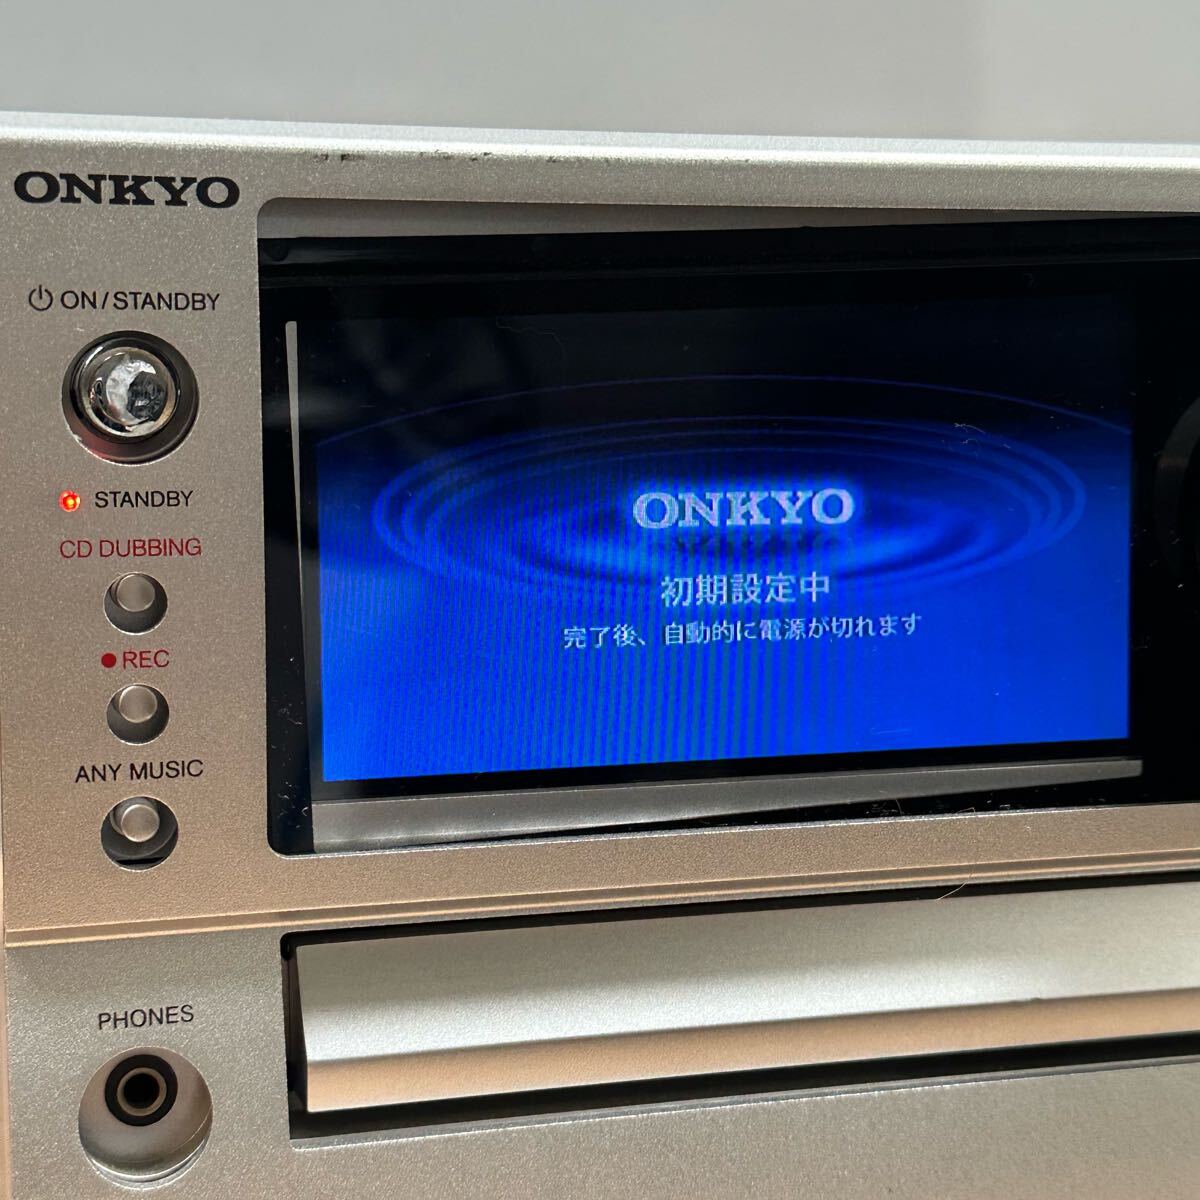 ONKYO
ON/STANDBY
STANDBY
CD DUBBING
REC
ANY MUSIC
PHONES
ONKYO
初期設定中
完了後、自動的に電源が切れます